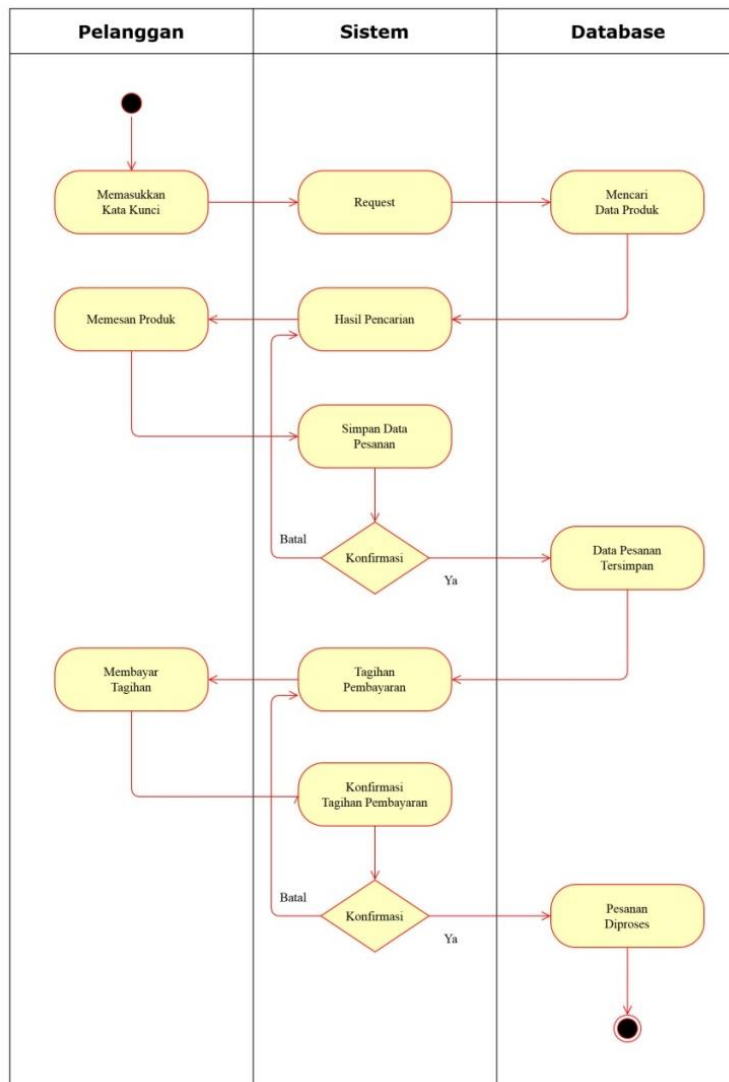 Pelanggan
Sistem
Database
Memasukkan
Kata Kunci
Request
Mencari
Data Produk
Memesan Produk
Hasil Pencarian
Simpan Data
Pesanan
Batal
Konfirmasi
Ya
Data Pesanan
Tersimpan
Membayar
Tagihan
Tagihan
Pembayaran
Konfirmasi
Tagihan Pembayaran
Batal
Konfirmasi
Ya
Pesanan
Diproses